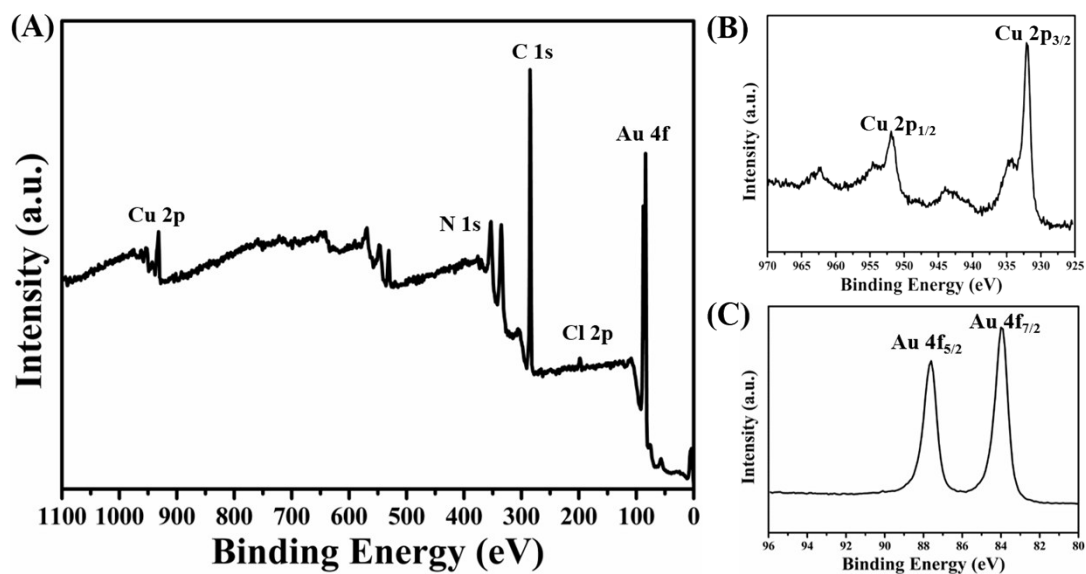 (A)
C 1s
Au 4f
Cu 2p
N 1s
Cl 2p
Intensity (a.u.)
1100 1000 900 800 700 600 500 400 300 200 100 0
Binding Energy (eV)
(B)
Cu 2p3/2
Cu 2p1/2
Intensity (a.u.)
970 965 960 955 950 945 940 935 930 925
Binding Energy (eV)
(C)
Au 4f7/2
Au 4f5/2
Intensity (a.u.)
96 94 92 90 88 86 84 82 80
Binding Energy (eV)